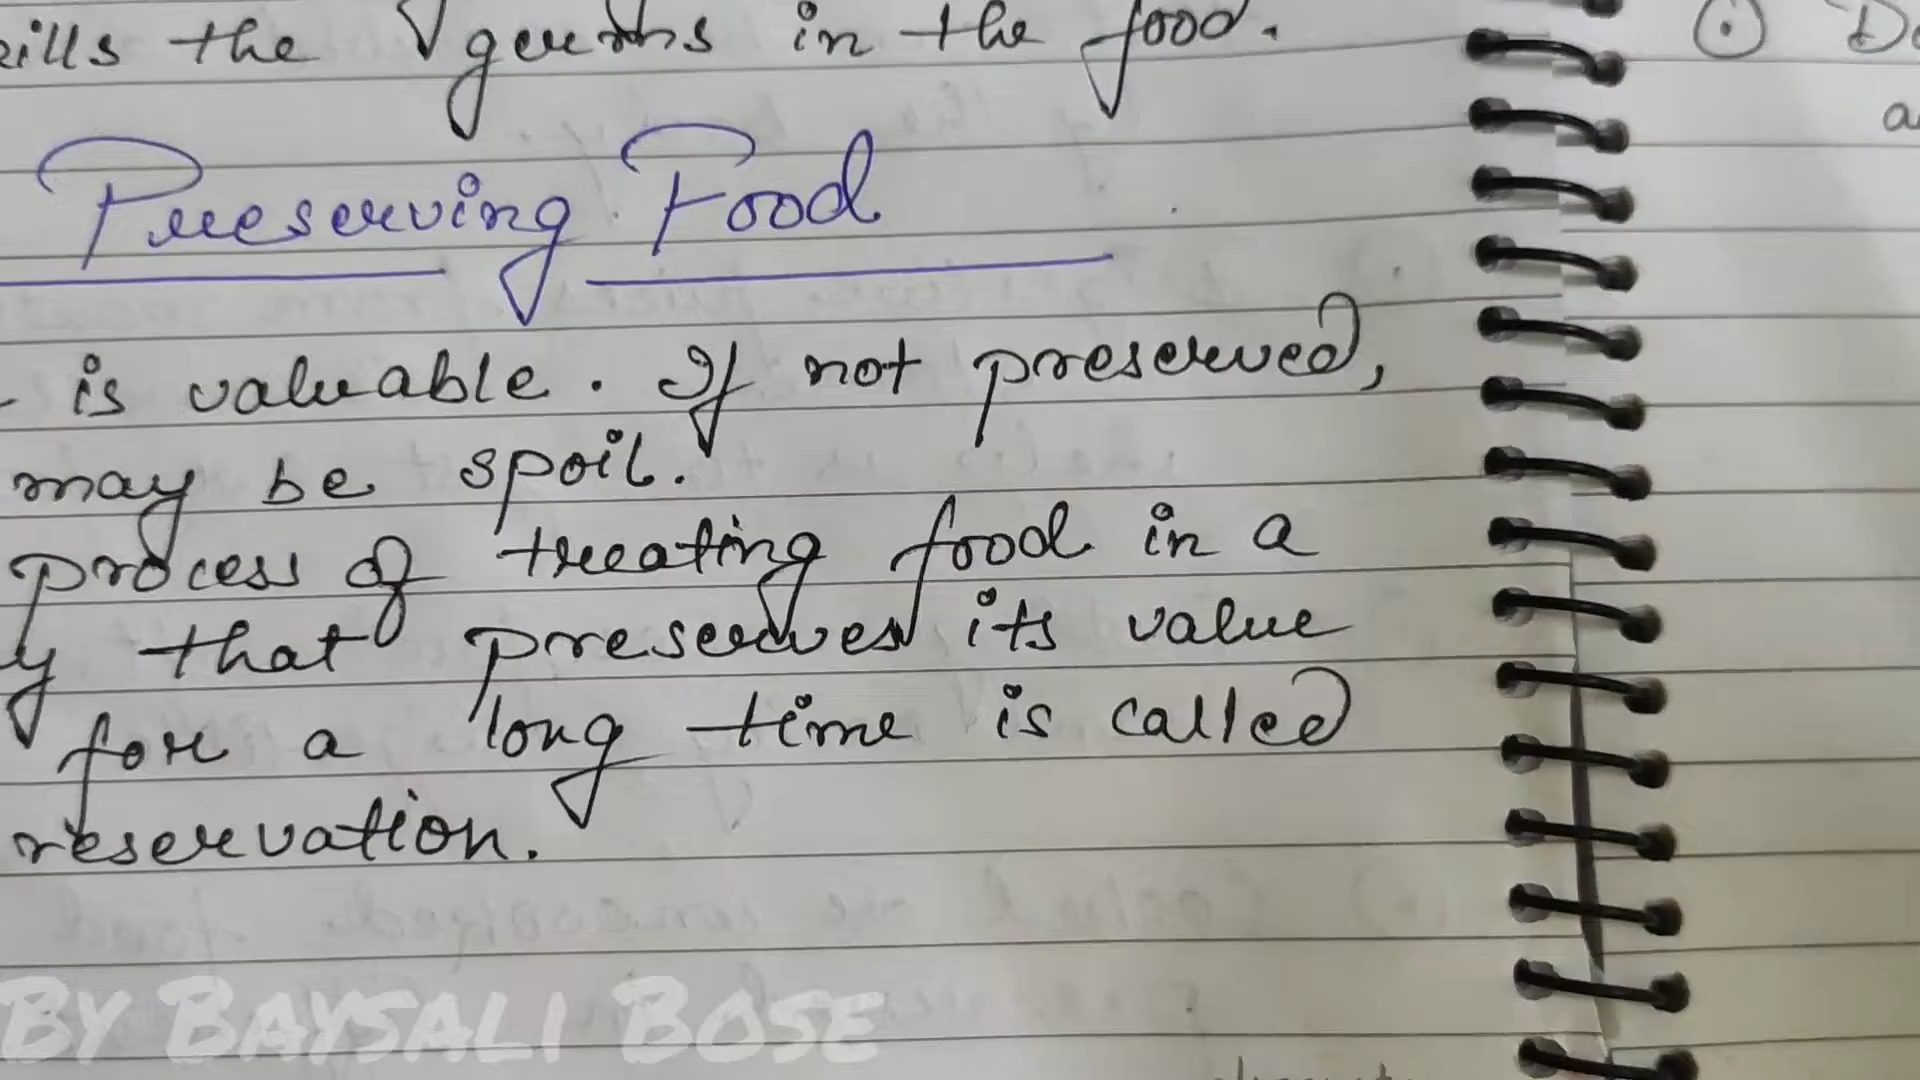 the germs in the food.
Preserving Food
is valuable. If not preserved,
may be spoil.
process of treating food in a
y that preserves its value
for a long time is called
reservation.
BY BAYSALI BOSE